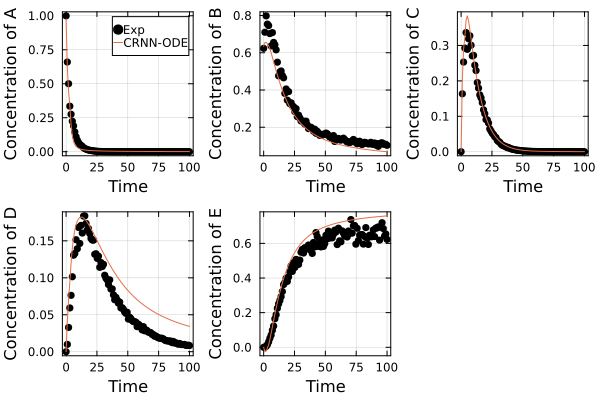 Concentration of A
1.00
0.75
0.50
0.25
0.00
0 25 50 75 100
Time
Exp
CRNN-ODE
Concentration of B
0.8
0.6
0.4
0.2
0 25 50 75 100
Time
Concentration of C
0.3
0.2
0.1
0.0
0 25 50 75 100
Time
Concentration of D
0.15
0.10
0.05
0.00
0 25 50 75 100
Time
Concentration of E
0.6
0.4
0.2
0.0
0 25 50 75 100
Time